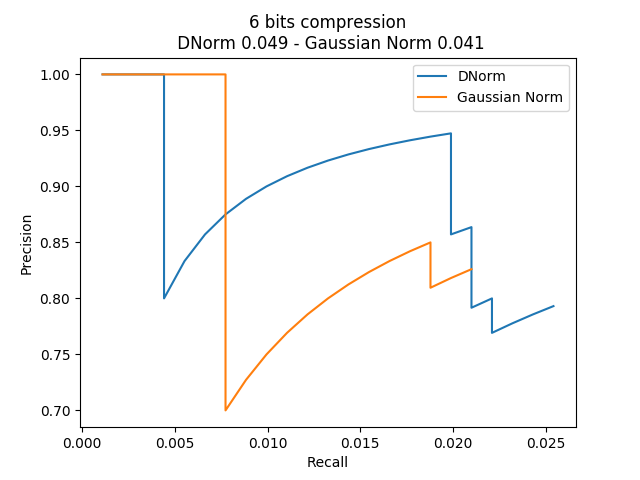 6 bits compression
DNorm 0.049 - Gaussian Norm 0.041
DNorm
Gaussian Norm
Precision
1.00
0.95
0.90
0.85
0.80
0.75
0.70
0.000
0.005
0.010
0.015
0.020
0.025
Recall